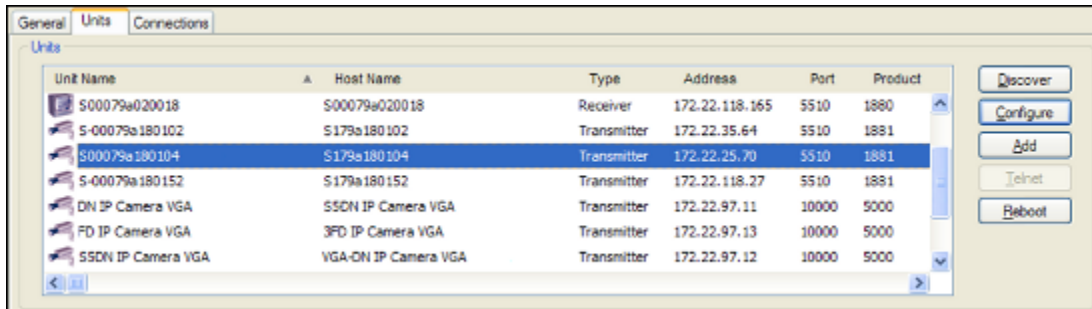 General Units Connections
Units
Unit Name Host Name Type Address Port Product
S00079a020018 S00079a020018 Receiver 172.22.118.165 5510 1880
S-00079a180102 S179a180102 Transmitter 172.22.35.64 5510 1881
S00079a180104 S179a180104 Transmitter 172.22.25.70 5510 1881
S-00079a180152 S179a180152 Transmitter 172.22.118.27 5510 1881
DN IP Camera VGA SSDN IP Camera VGA Transmitter 172.22.97.11 10000 5000
FD IP Camera VGA 3FD IP Camera VGA Transmitter 172.22.97.13 10000 5000
SSDN IP Camera VGA VGA-DN IP Camera VGA Transmitter 172.22.97.12 10000 5000
Discover
Configure
Add
Telnet
Reboot